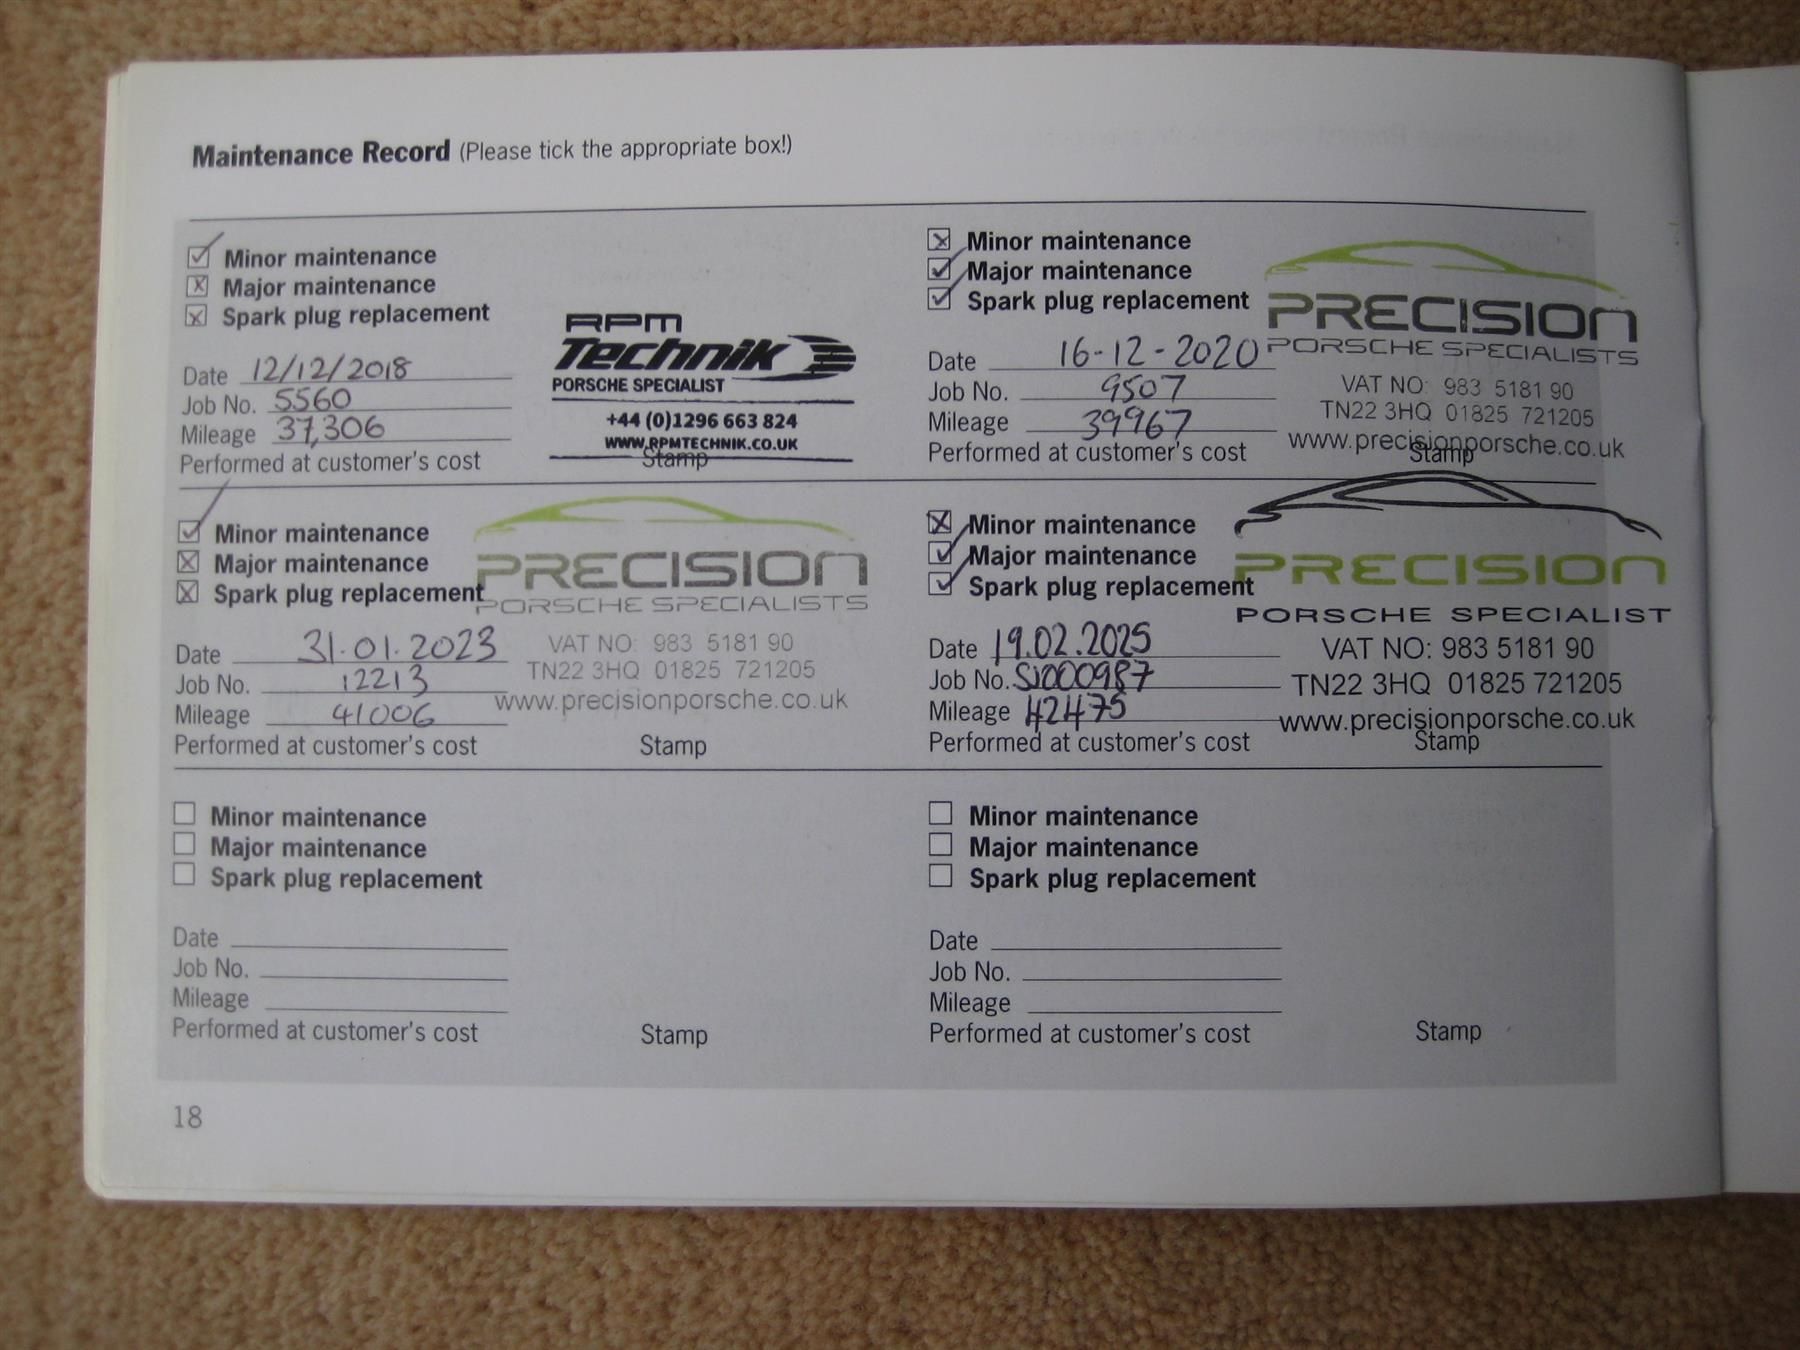 Maintenance Record (Please tick the appropriate box!)
Minor maintenance
Major maintenance
Spark plug replacement
Date 12/12/2018
Job No. 5560
Mileage 37,306
Performed at customer's cost
RPM
Technik
PORSCHE SPECIALIST
+44 (0)1296 663 824
WWW.RPMTECHNIK.CO.UK
Stamp
Minor maintenance
Major maintenance
Spark plug replacement
Date 16-12-2020
Job No. 9507
Mileage 39967
Performed at customer's cost
PRECISION
PORSCHE SPECIALISTS
VAT NO: 983 5181 90
TN22 3HQ 01825 721205
www.precisionporsche.co.uk
Stamp
Minor maintenance
Major maintenance
Spark plug replacement
Date 31.01.2023
Job No. 12213
Mileage 41006
Performed at customer's cost
PRECISION
PORSCHE SPECIALISTS
VAT NO: 983 5181 90
TN22 3HQ 01825 721205
www.precisionporsche.co.uk
Stamp
Minor maintenance
Major maintenance
Spark plug replacement
Date 19.02.2025
Job No. SI000987
Mileage 42475
Performed at customer's cost
PRECISION
PORSCHE SPECIALIST
VAT NO: 983 5181 90
TN22 3HQ 01825 721205
www.precisionporsche.co.uk
Stamp
Minor maintenance
Major maintenance
Spark plug replacement
Date
Job No.
Mileage
Performed at customer's cost
Stamp
Minor maintenance
Major maintenance
Spark plug replacement
Date
Job No.
Mileage
Performed at customer's cost
Stamp
18